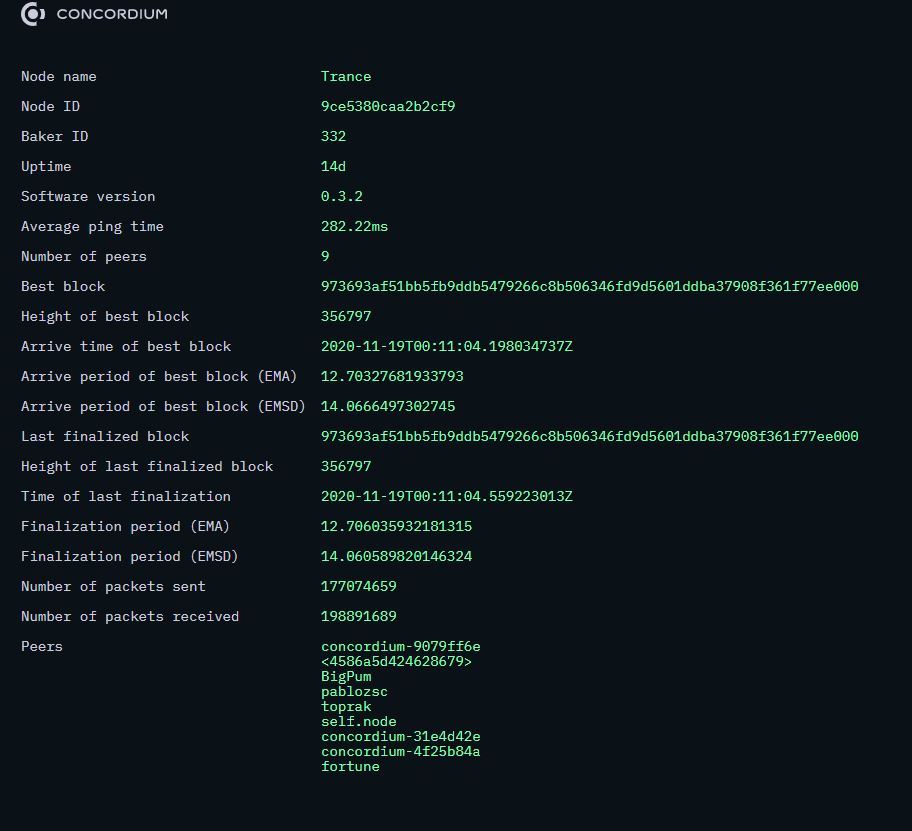 CONCORDIUM
Node name Trance
Node ID 9ce5380caa2b2cf9
Baker ID 332
Uptime 14d
Software version 0.3.2
Average ping time 282.22ms
Number of peers 9
Best block 973693af51bb5fb9ddb5479266c8b506346fd9d5601ddba37908f361f77ee000
Height of best block 356797
Arrive time of best block 2020-11-19T00:11:04.198034737Z
Arrive period of best block (EMA) 12.70327681933793
Arrive period of best block (EMSD) 14.0666497302745
Last finalized block 973693af51bb5fb9ddb5479266c8b506346fd9d5601ddba37908f361f77ee000
Height of last finalized block 356797
Time of last finalization 2020-11-19T00:11:04.559223013Z
Finalization period (EMA) 12.706035932181315
Finalization period (EMSD) 14.060589820146324
Number of packets sent 177074659
Number of packets received 198891689
Peers concordium-9079ff6e
<4586a5d424628679>
BigPum
pablozsc
toprak
self.node
concordium-31e4d42e
concordium-4f25b84a
fortune